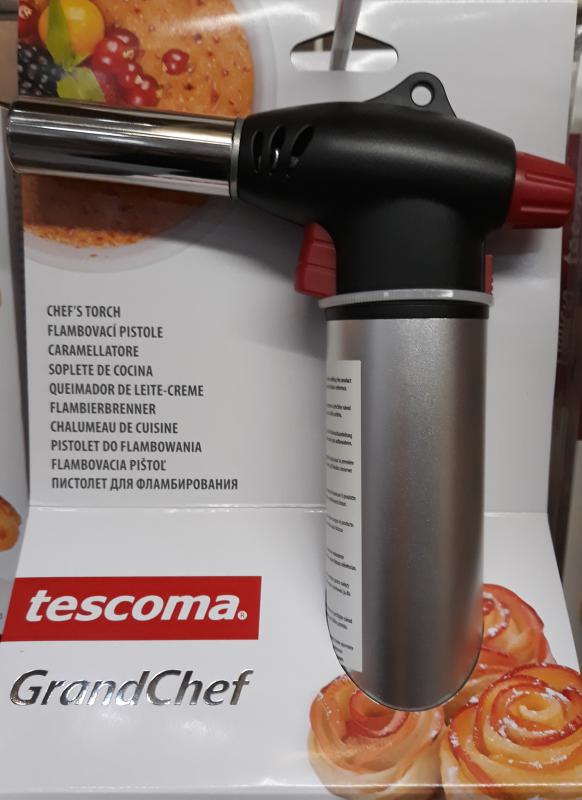 CHEF'S TORCH
FLAMBOVACÍ PISTOLE
CARAMELLATORE
SOPLETE DE COCINA
QUEIMADOR DE LEITE-CREME
FLAMBIERBRENNER
CHALUMEAU DE CUISINE
PISTOLET DO FLAMBOWANIA
FLAMBOVACIA PIŠTOĽ
ПИСТОЛЕТ ДЛЯ ФЛАМБИРОВАНИЯ
tescoma®
GrandChef